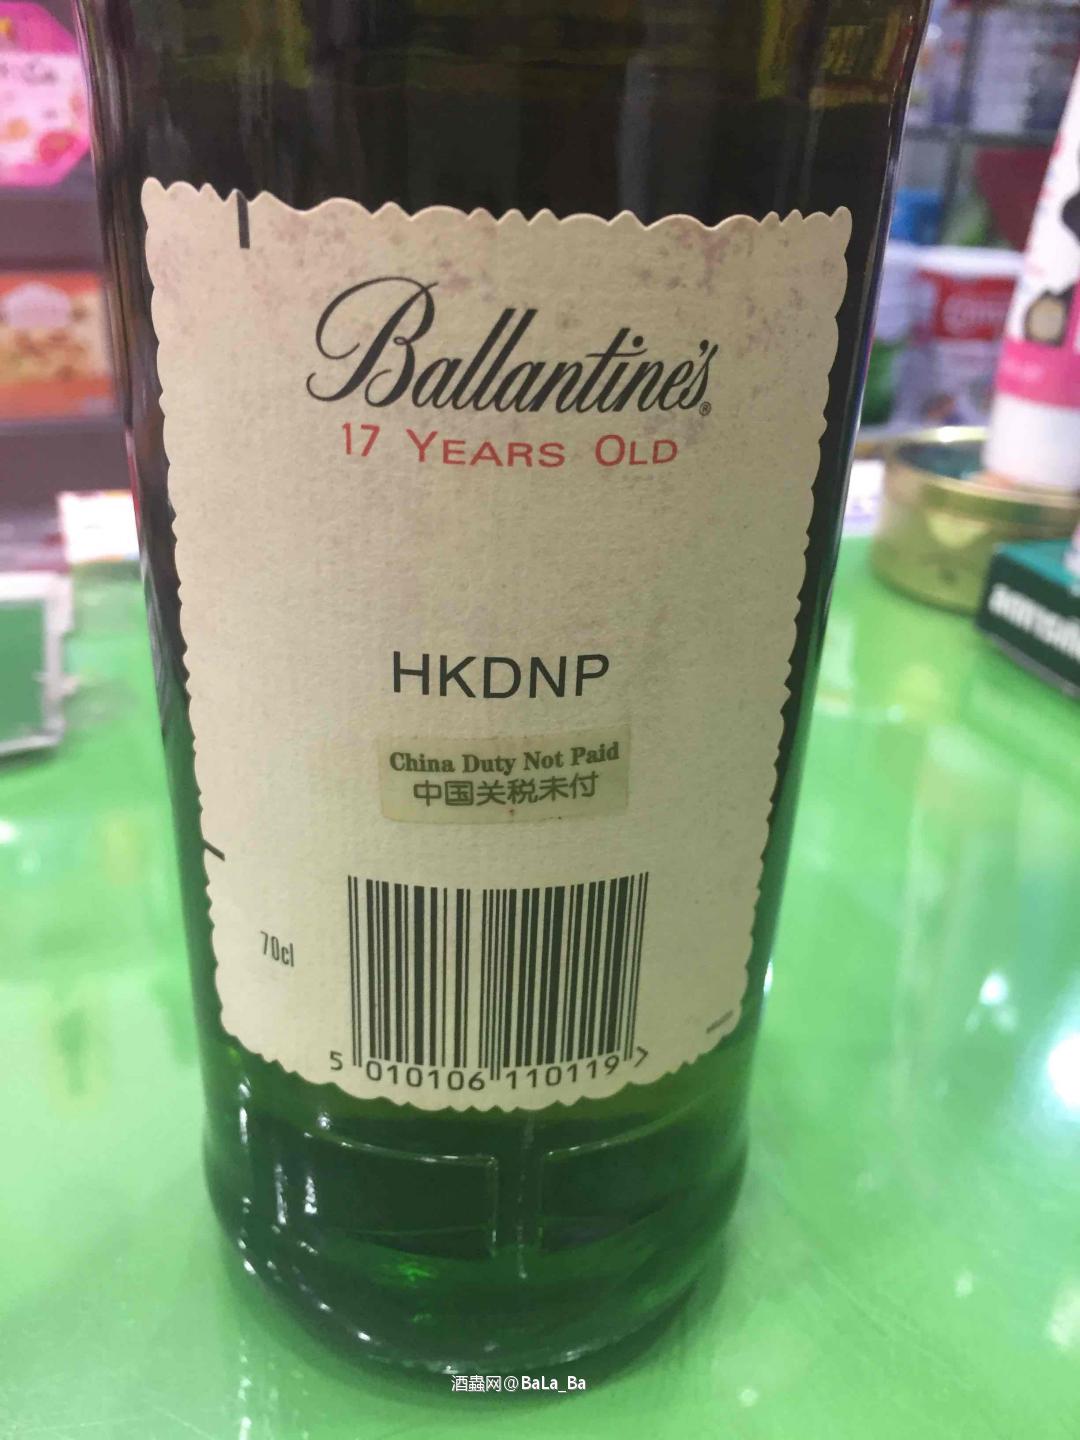 Ballantine's®
17 YEARS OLD
HKDNP
China Duty Not Paid
中国关税未付
70cl
5 010106 110119 >
酒蟲网@BaLa_Ba